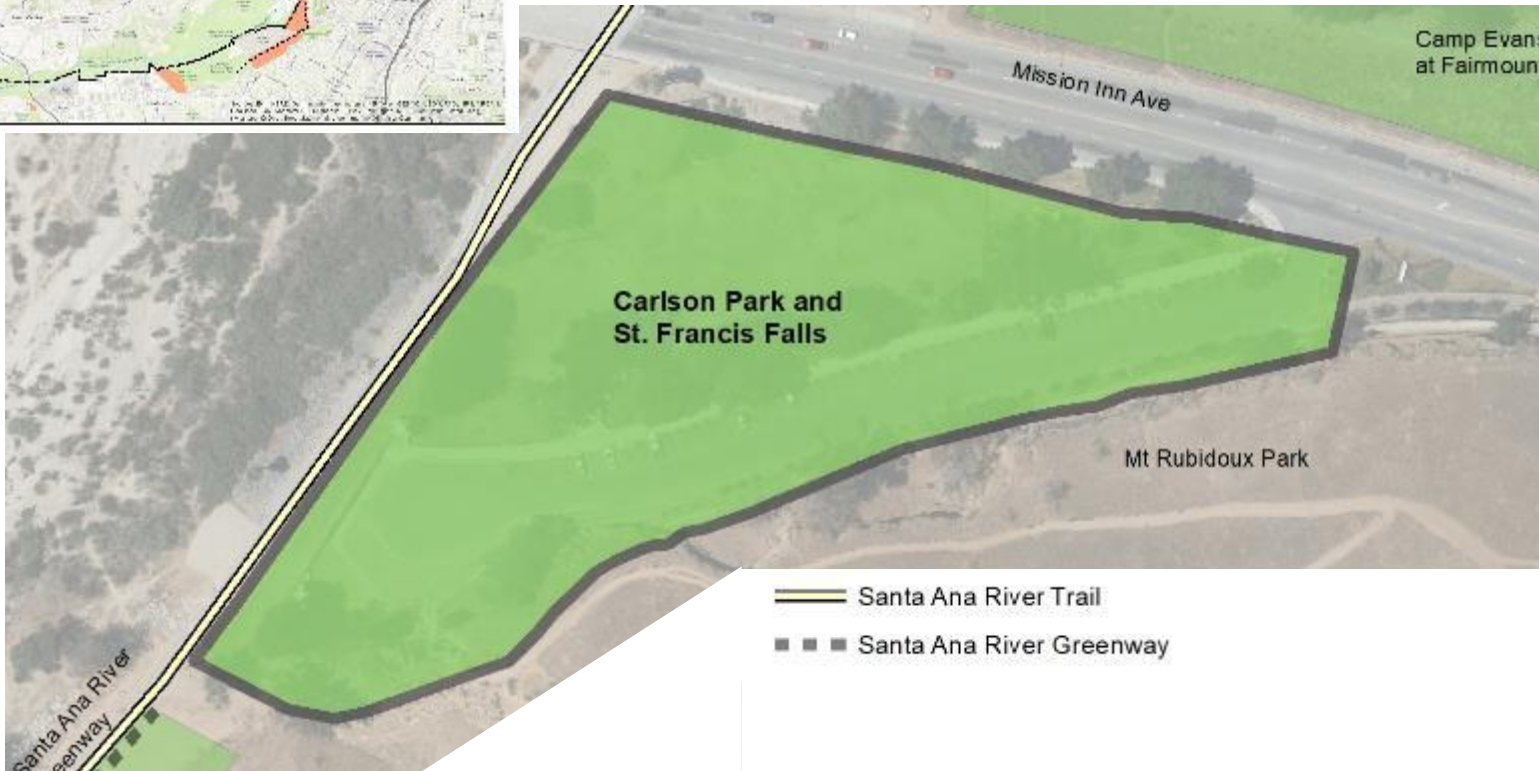 Camp Evans
at Fairmoun
Mission Inn Ave
Carlson Park and
St. Francis Falls
Mt Rubidoux Park
Santa Ana River Trail
Santa Ana River Greenway
Santa Ana River
eenway